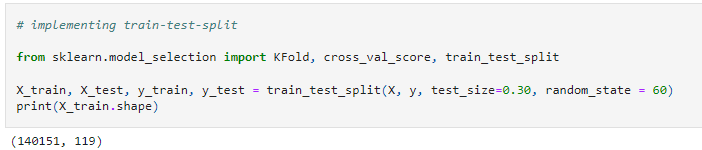 # implementing train-test-split
from sklearn.model_selection import KFold, cross_val_score, train_test_split
X_train, X_test, y_train, y_test = train_test_split(X, y, test_size=0.30, random_state = 60)
print(X_train.shape)
(140151, 119)